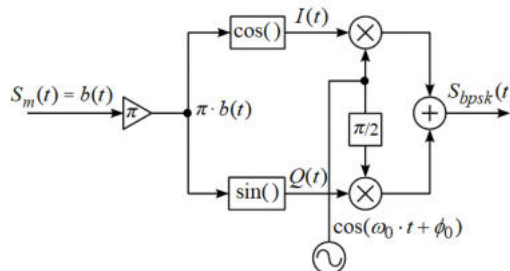 cos()
I(t)
S_m(t) = b(t)
π
π · b(t)
π/2
S_bpsk(t
sin()
Q(t)
cos(ω_0 · t + ϕ_0)